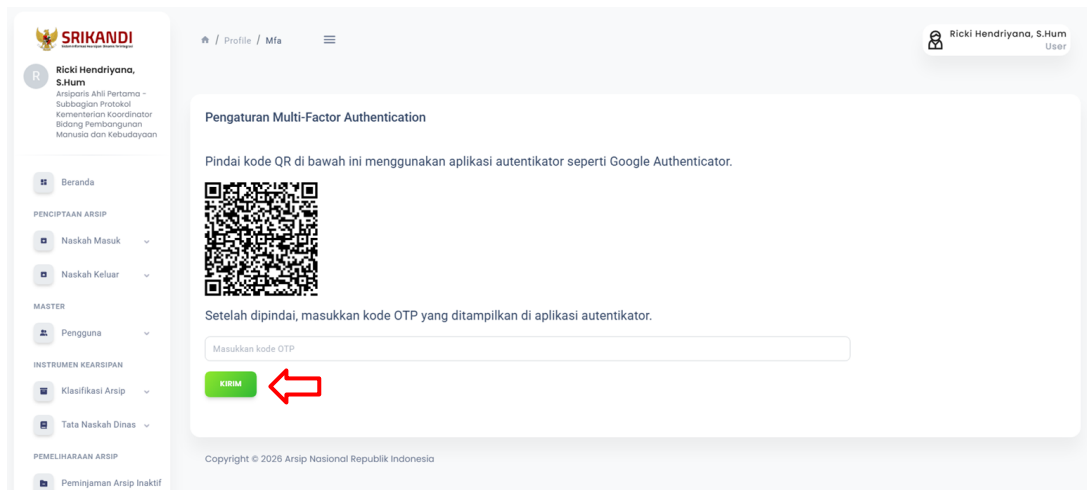 SRIKANDI
Ricki Hendriyana,
S.Hum
Arsiparis Ahli Pertama -
Subbagian Protokol
Kementerian Koordinator
Bidang Pembangunan
Manusia dan Kebudayaan
Beranda
PENCIPTAAN ARSIP
Naskah Masuk
Naskah Keluar
MASTER
Pengguna
INSTRUMEN KEARSIPAN
Klasifikasi Arsip
Tata Naskah Dinas
PEMELIHARAAN ARSIP
Peminjaman Arsip Inaktif
/ Profile / Mfa
Ricki Hendriyana, S.Hum
User
R
Pengaturan Multi-Factor Authentication
Pindai kode QR di bawah ini menggunakan aplikasi autentikator seperti Google Authenticator.
Setelah dipindai, masukkan kode OTP yang ditampilkan di aplikasi autentikator.
Masukkan kode OTP
KIRIM
Copyright © 2026 Arsip Nasional Republik Indonesia